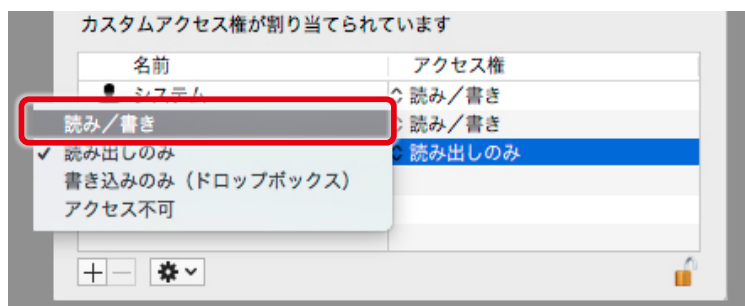 カスタムアクセス権が割り当てられています
名前 アクセス権
システム 読み／書き
読み／書き 読み／書き
✓ 読み出しのみ 読み出しのみ
書き込みのみ（ドロップボックス）
アクセス不可